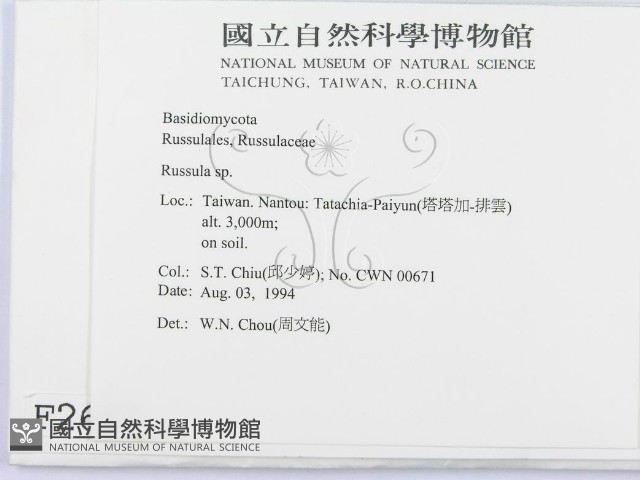 國立自然科學博物館
NATIONAL MUSEUM OF NATURAL SCIENCE
TAICHUNG, TAIWAN, R.O.CHINA
Basidiomycota
Russulales, Russulaceae
Russula sp.
Loc.: Taiwan. Nantou: Tatachia-Paiyun(塔塔加-排雲)
alt. 3,000m;
on soil.
Col.: S.T. Chiu(邱少婷); No. CWN 00671
Date: Aug. 03, 1994
Det.: W.N. Chou(周文能)
國立自然科學博物館
NATIONAL MUSEUM OF NATURAL SCIENCE